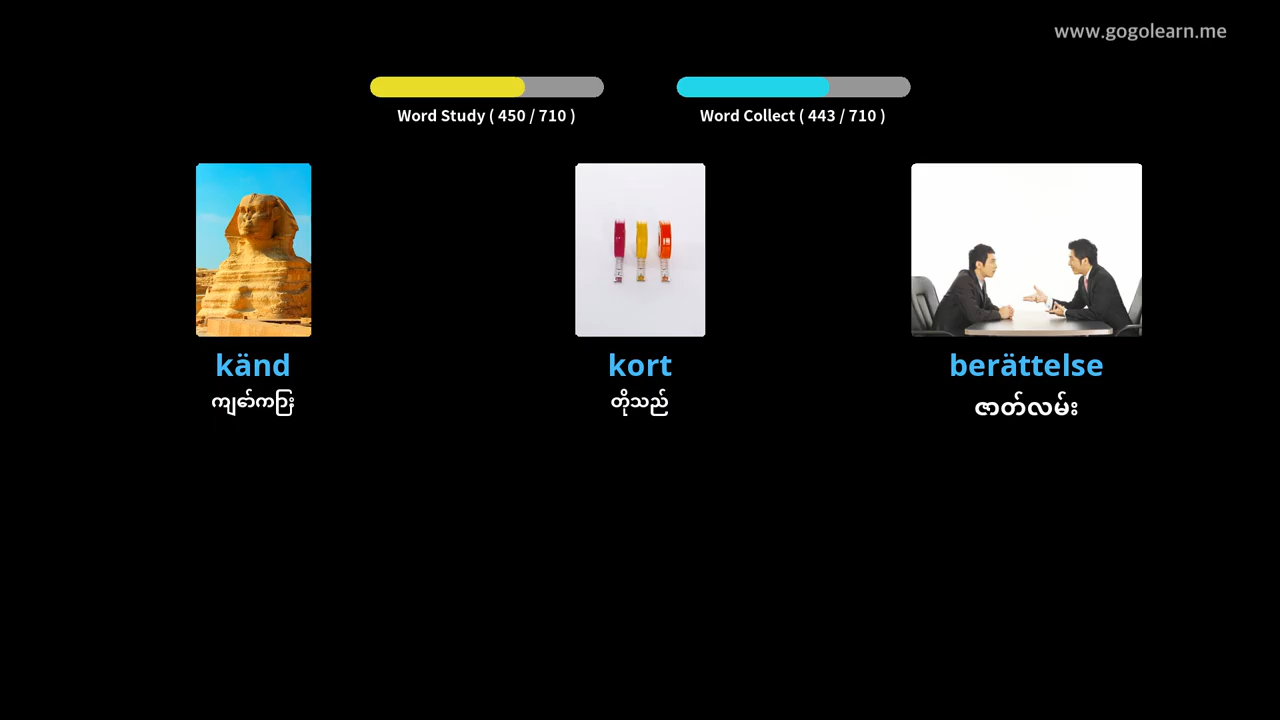 www.gogolearn.me
Word Study ( 450 / 710 )
Word Collect ( 443 / 710 )
känd
kort
berättelse
ကျော်ကြား
တိုသည်
ဇာတ်လမ်း